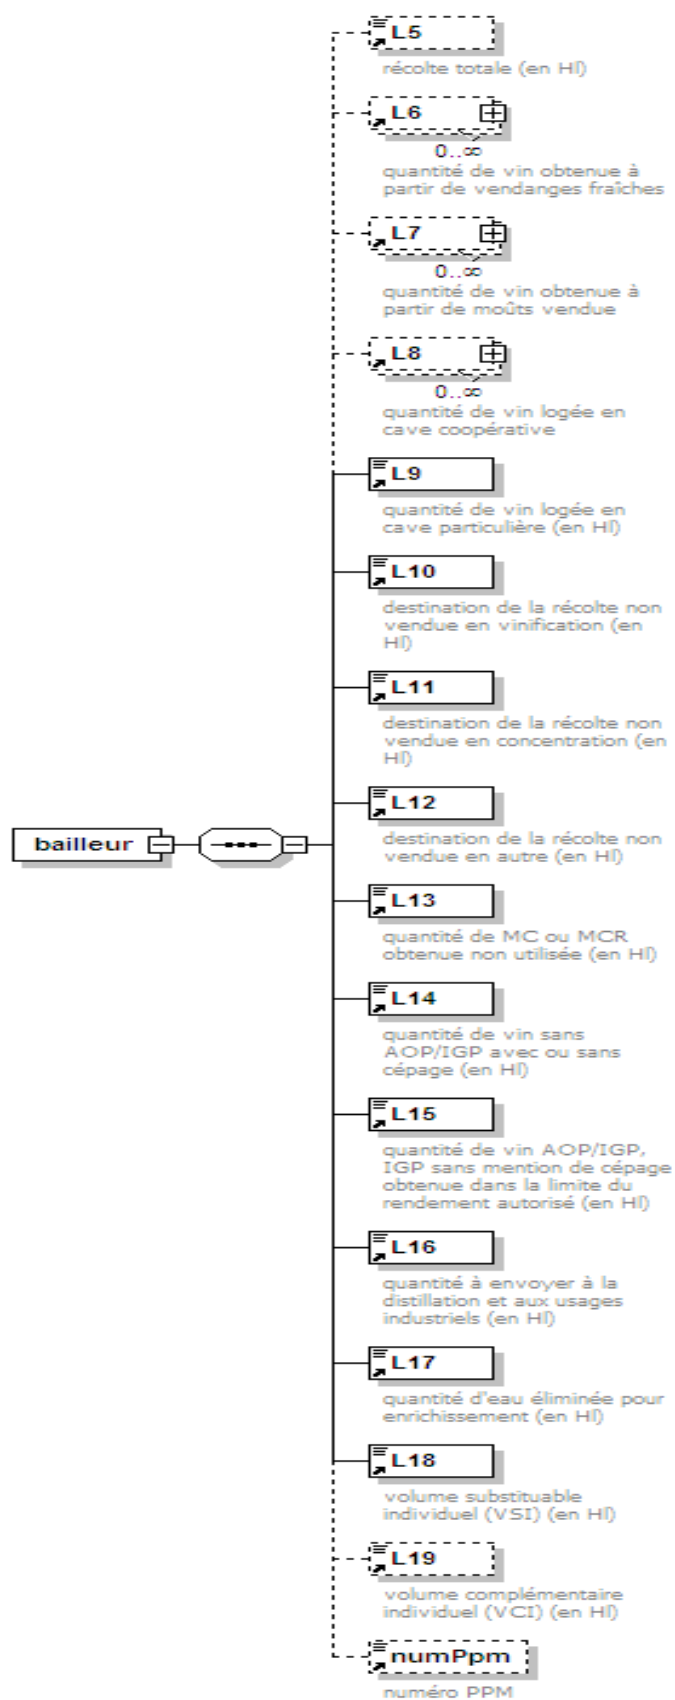 L5
récolte totale (en Hl)
L6
0..∞
quantité de vin obtenue à
partir de vendanges fraîches
L7
0..∞
quantité de vin obtenue à
partir de moûts vendue
L8
0..∞
quantité de vin logée en
cave coopérative
L9
quantité de vin logée en
cave particulière (en Hl)
L10
destination de la récolte non
vendue en vinification (en
Hl)
L11
destination de la récolte non
vendue en concentration (en
Hl)
L12
bailleur
destination de la récolte non
vendue en autre (en Hl)
L13
quantité de MC ou MCR
obtenue non utilisée (en Hl)
L14
quantité de vin sans
AOP/IGP avec ou sans
cépage (en Hl)
L15
quantité de vin AOP/IGP,
IGP sans mention de cépage
obtenue dans la limite du
rendement autorisé (en Hl)
L16
quantité à envoyer à la
distillation et aux usages
industriels (en Hl)
L17
quantité d'eau éliminée pour
enrichissement (en Hl)
L18
volume substituable
individuel (VSI) (en Hl)
L19
volume complémentaire
individuel (VCI) (en Hl)
numPpm
numéro PPM